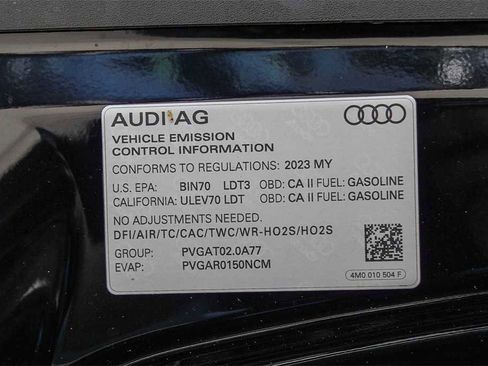 AUDI AG
VEHICLE EMISSION
CONTROL INFORMATION
CONFORMS TO REGULATIONS: 2023 MY
U.S. EPA: BIN70 LDT3 OBD: CA II FUEL: GASOLINE
CALIFORNIA: ULEV70 LDT OBD: CA II FUEL: GASOLINE
NO ADJUSTMENTS NEEDED.
DFI/AIR/TC/CAC/TWC/WR-HO2S/HO2S
GROUP: PVGAT02.0A77
EVAP: PVGAR0150NCM
4M0 010 504 F